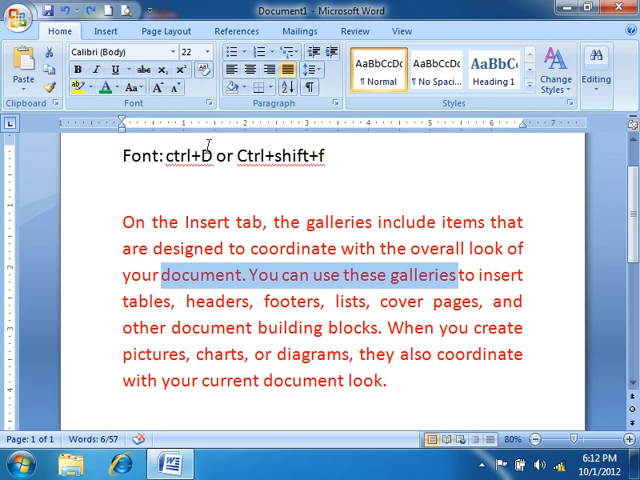 Document1 - Microsoft Word
Home Insert Page Layout References Mailings Review View
Paste
Calibri (Body) 22
B I U abc x₂ x²
ab A Aa A A
AaBbCcDc AaBbCcDc AaBbC
¶ Normal ¶ No Spaci... Heading 1
Change Styles
Editing
Clipboard Font Paragraph Styles
Font: ctrl+D or Ctrl+shift+f
On the Insert tab, the galleries include items that
are designed to coordinate with the overall look of
your document. You can use these galleries to insert
tables, headers, footers, lists, cover pages, and
other document building blocks. When you create
pictures, charts, or diagrams, they also coordinate
with your current document look.
Page: 1 of 1 Words: 6/57 80%
6:12 PM
10/1/2012